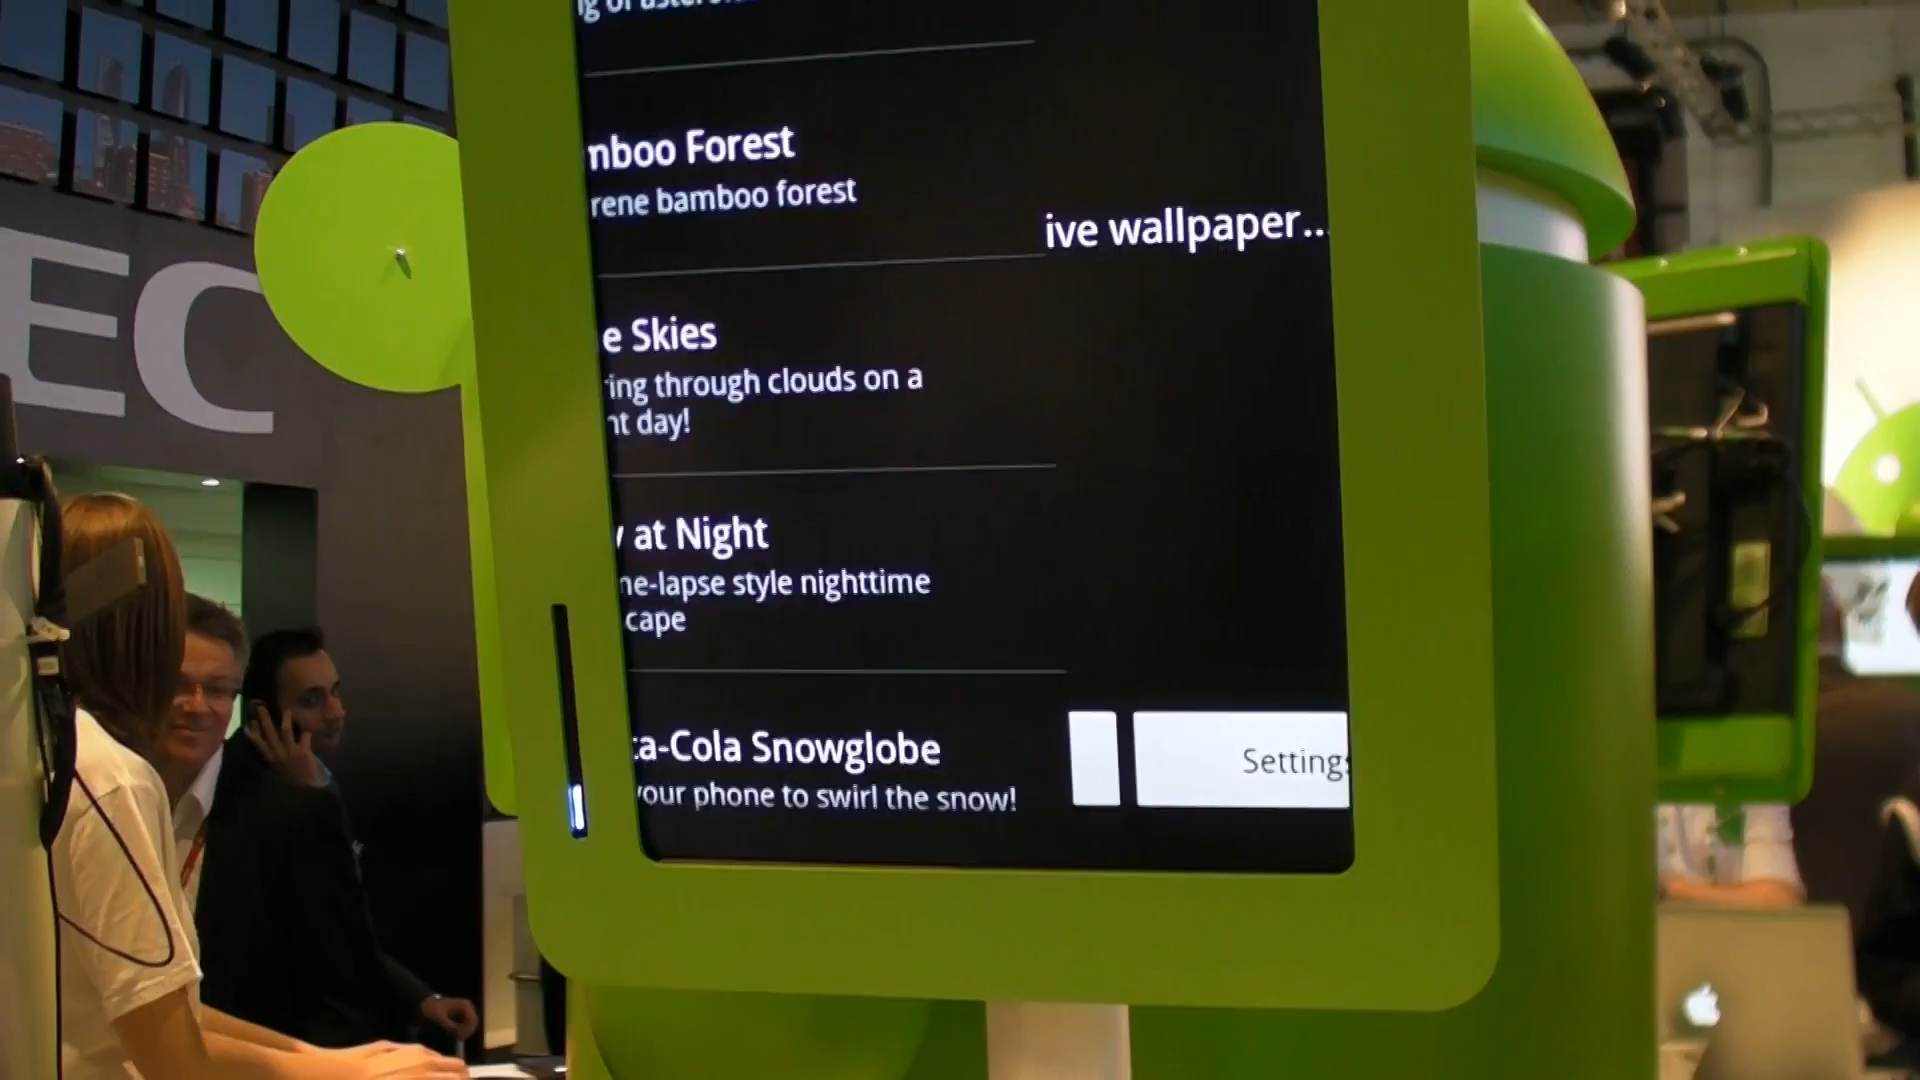 EC
nboo Forest
rene bamboo forest
ive wallpaper...
e Skies
ing through clouds on a
nt day!
at Night
ne-lapse style nighttime
cape
a-Cola Snowglobe
your phone to swirl the snow!
Settings